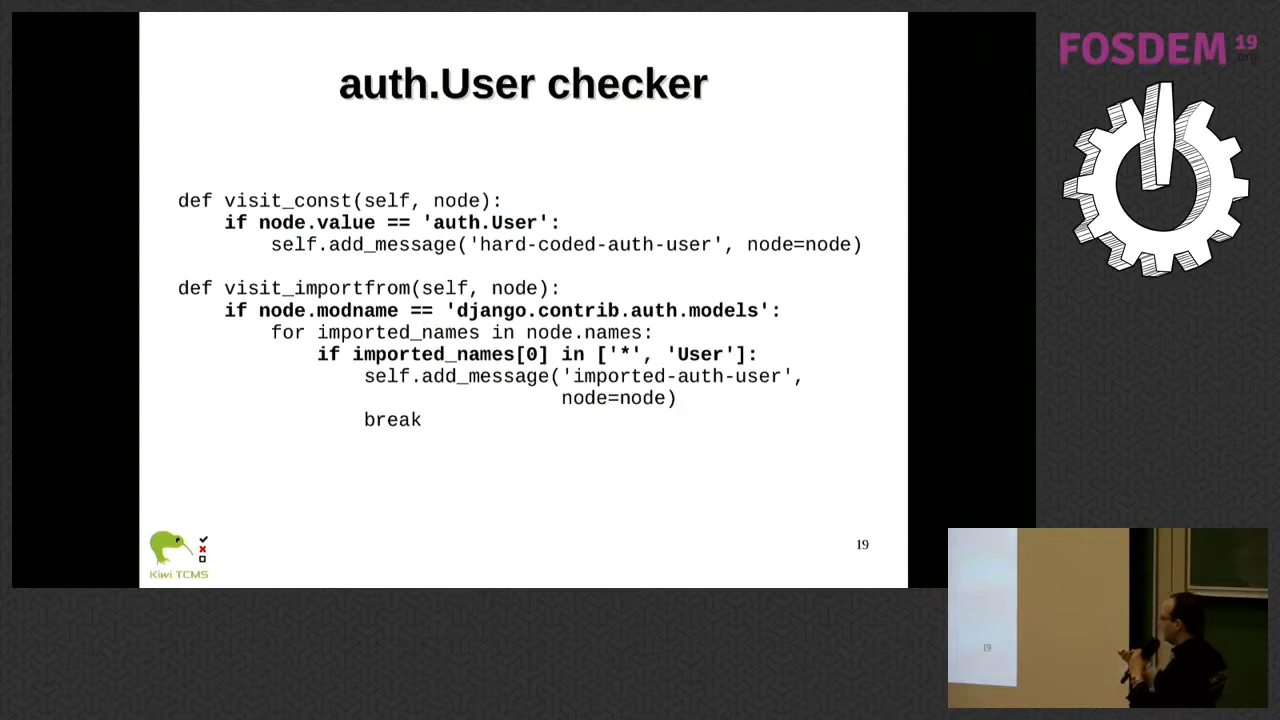 auth.User checker
def visit_const(self, node):
    if node.value == 'auth.User':
        self.add_message('hard-coded-auth-user', node=node)
def visit_importfrom(self, node):
    if node.modname == 'django.contrib.auth.models':
        for imported_names in node.names:
            if imported_names[0] in ['*', 'User']:
                self.add_message('imported-auth-user',
                                 node=node)
                break
Kiwi TCMS
19
FOSDEM 19
.org
19